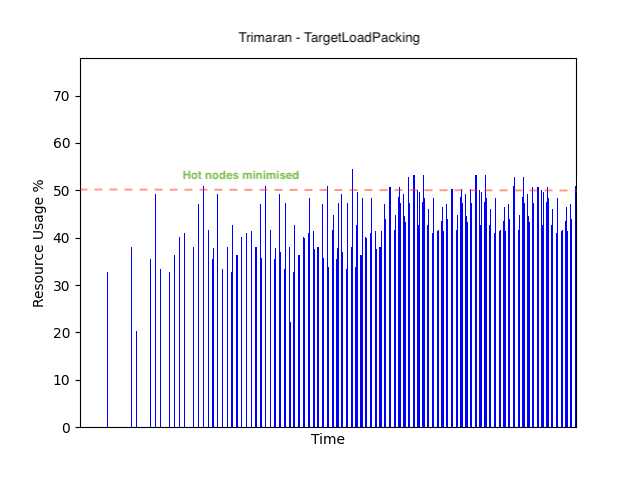 Trimaran - TargetLoadPacking
70
60
50
40
30
20
10
0
Resource Usage %
Hot nodes minimised
Time